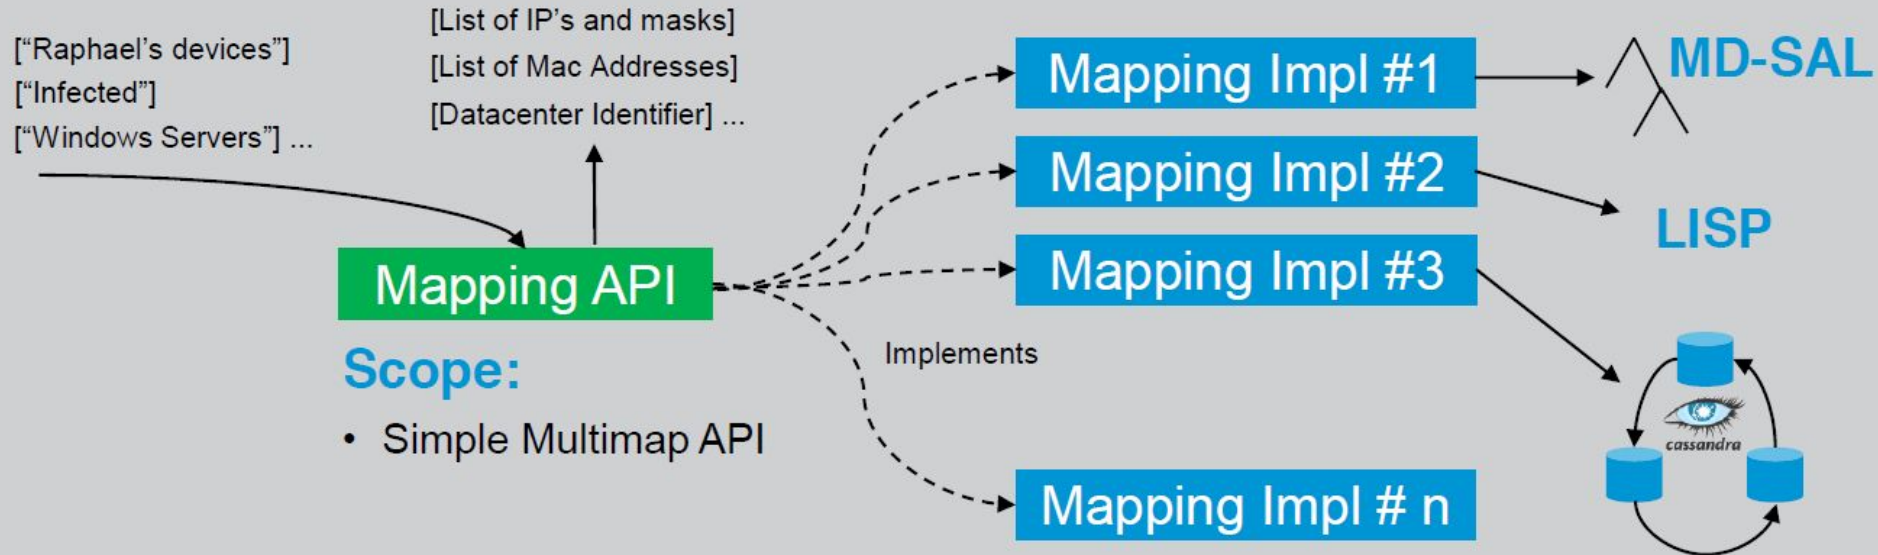 [“Raphael’s devices”]
[“Infected”]
[“Windows Servers”] ...
[List of IP’s and masks]
[List of Mac Addresses]
[Datacenter Identifier] ...
Mapping API
Scope:
• Simple Multimap API
Implements
Mapping Impl #1
Mapping Impl #2
Mapping Impl #3
Mapping Impl # n
MD-SAL
LISP
cassandra